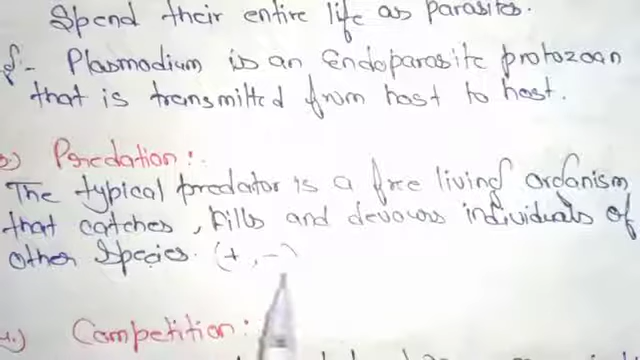 Spend their entire life as parasites.
- Plasmodium is an Endoparasite protozoan
that is transmitted from host to host.
Predation :-
The typical predator is a free living organism
that catches, kills and devours individuals of
other species. (+, -)
Competition :